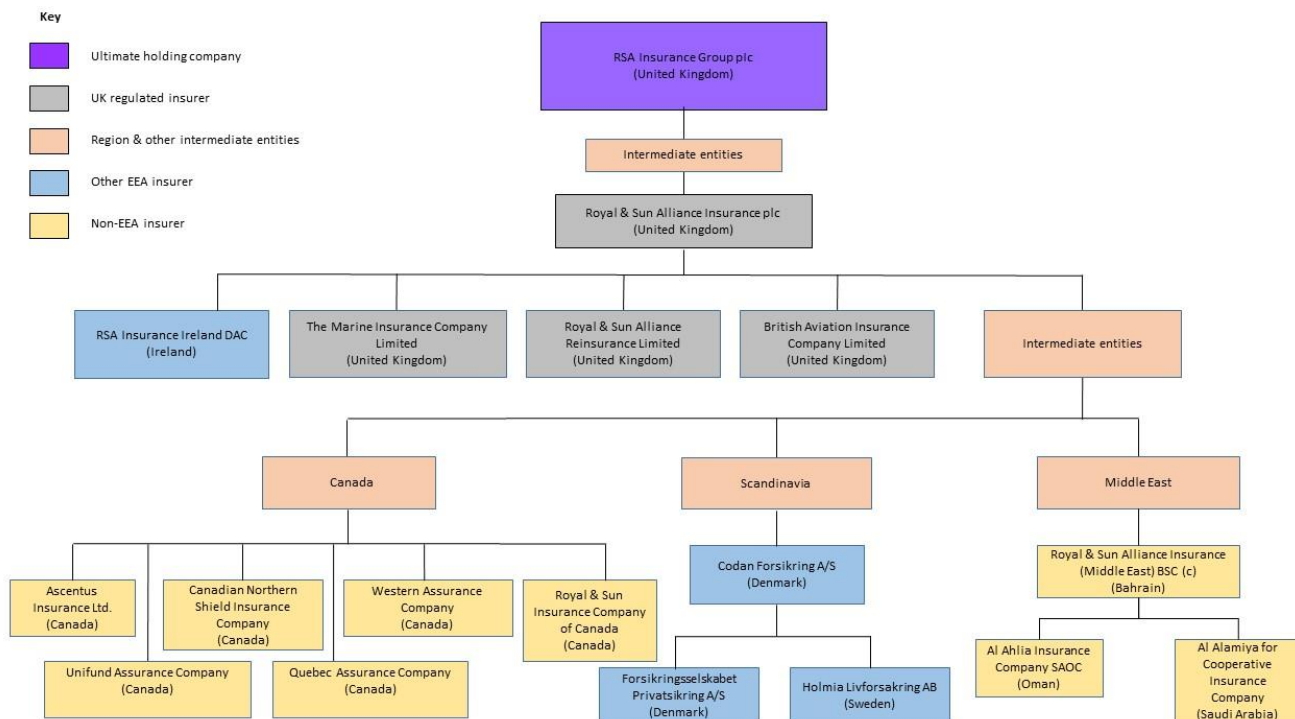 Key
Ultimate holding company
UK regulated insurer
Region & other intermediate entities
Other EEA insurer
Non-EEA insurer
RSA Insurance Group plc
(United Kingdom)
Intermediate entities
Royal & Sun Alliance Insurance plc
(United Kingdom)
RSA Insurance Ireland DAC
(Ireland)
The Marine Insurance Company
Limited
(United Kingdom)
Royal & Sun Alliance
Reinsurance Limited
(United Kingdom)
British Aviation Insurance
Company Limited
(United Kingdom)
Intermediate entities
Canada
Scandinavia
Middle East
Ascentus
Insurance Ltd.
(Canada)
Canadian Northern
Shield Insurance
Company
(Canada)
Western Assurance
Company
(Canada)
Royal & Sun
Insurance Company
of Canada
(Canada)
Unifund Assurance Company
(Canada)
Quebec Assurance Company
(Canada)
Codan Forsikring A/S
(Denmark)
Forsikringsselskabet
Privatsikring A/S
(Denmark)
Holmia Livforsakring AB
(Sweden)
Royal & Sun Alliance Insurance
(Middle East) BSC (c)
(Bahrain)
Al Ahlia Insurance
Company SAOC
(Oman)
Al Alamiya for
Cooperative
Insurance
Company
(Saudi Arabia)